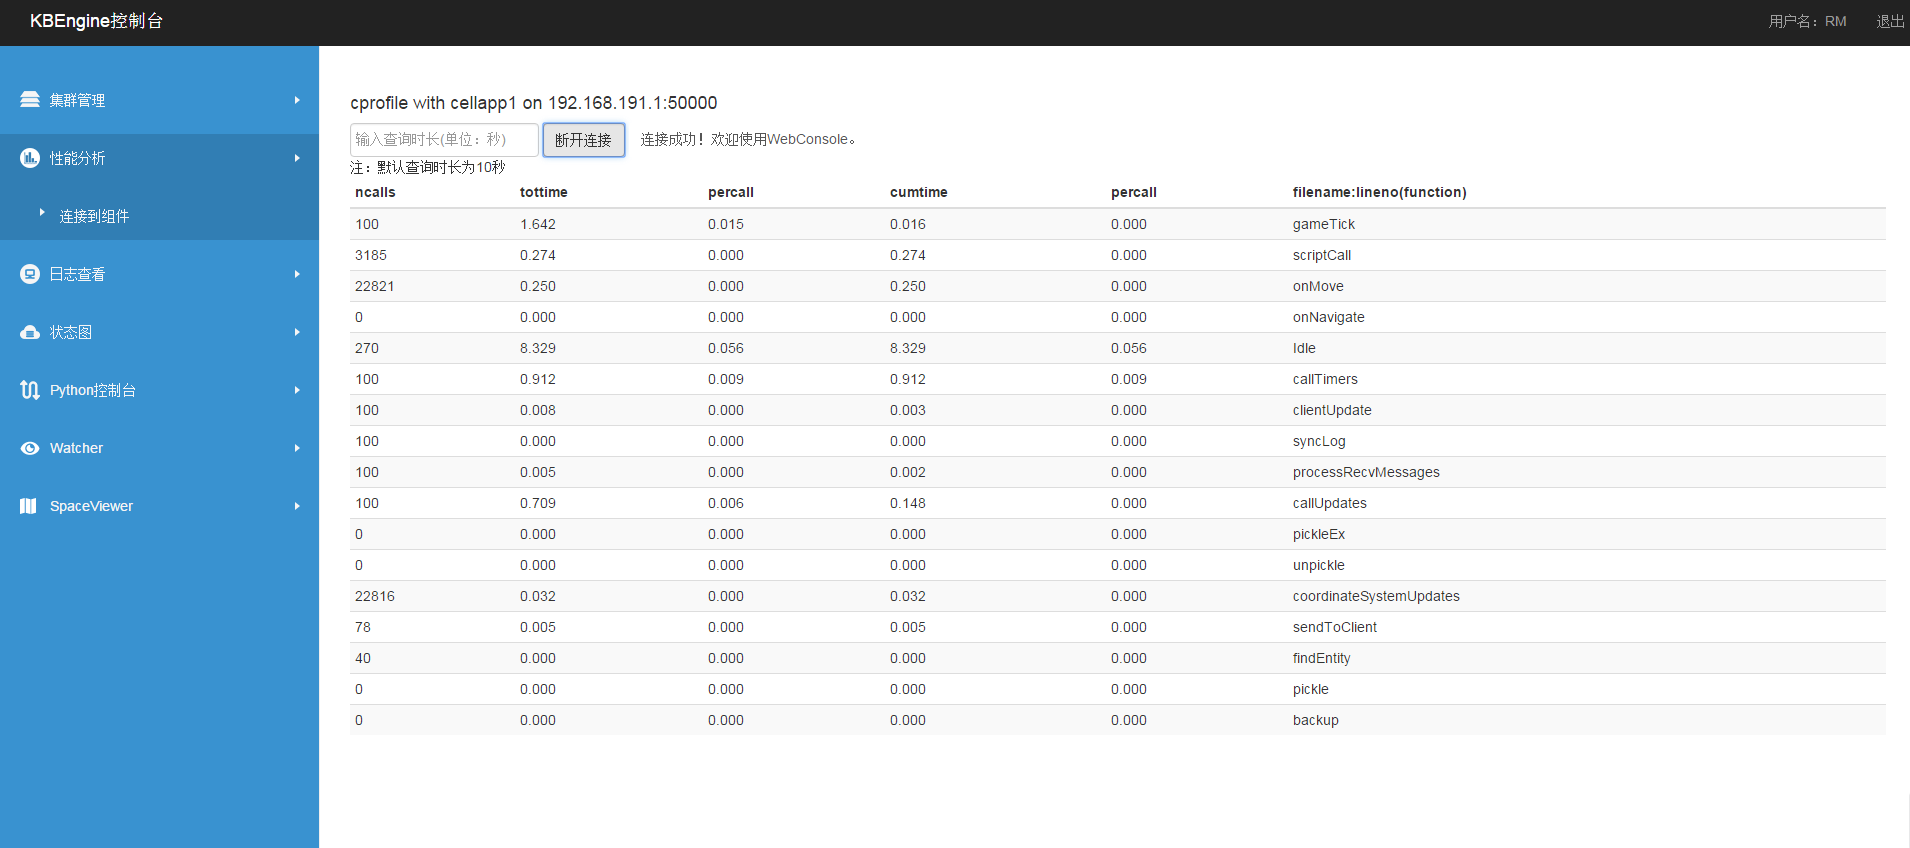 KBEngine控制台 用户名：RM 退出
集群管理
性能分析
连接到组件
日志查看
状态图
Python控制台
Watcher
SpaceViewer
cprofile with cellapp1 on 192.168.191.1:50000
输入查询时长(单位：秒) 断开连接 连接成功！欢迎使用WebConsole。
注：默认查询时长为10秒
ncalls tottime percall cumtime percall filename:lineno(function)
100 1.642 0.015 0.016 0.000 gameTick
3185 0.274 0.000 0.274 0.000 scriptCall
22821 0.250 0.000 0.250 0.000 onMove
0 0.000 0.000 0.000 0.000 onNavigate
270 8.329 0.056 8.329 0.056 Idle
100 0.912 0.009 0.912 0.009 callTimers
100 0.008 0.000 0.003 0.000 clientUpdate
100 0.000 0.000 0.000 0.000 syncLog
100 0.005 0.000 0.002 0.000 processRecvMessages
100 0.709 0.006 0.148 0.000 callUpdates
0 0.000 0.000 0.000 0.000 pickleEx
0 0.000 0.000 0.000 0.000 unpickle
22816 0.032 0.000 0.032 0.000 coordinateSystemUpdates
78 0.005 0.000 0.005 0.000 sendToClient
40 0.000 0.000 0.000 0.000 findEntity
0 0.000 0.000 0.000 0.000 pickle
0 0.000 0.000 0.000 0.000 backup